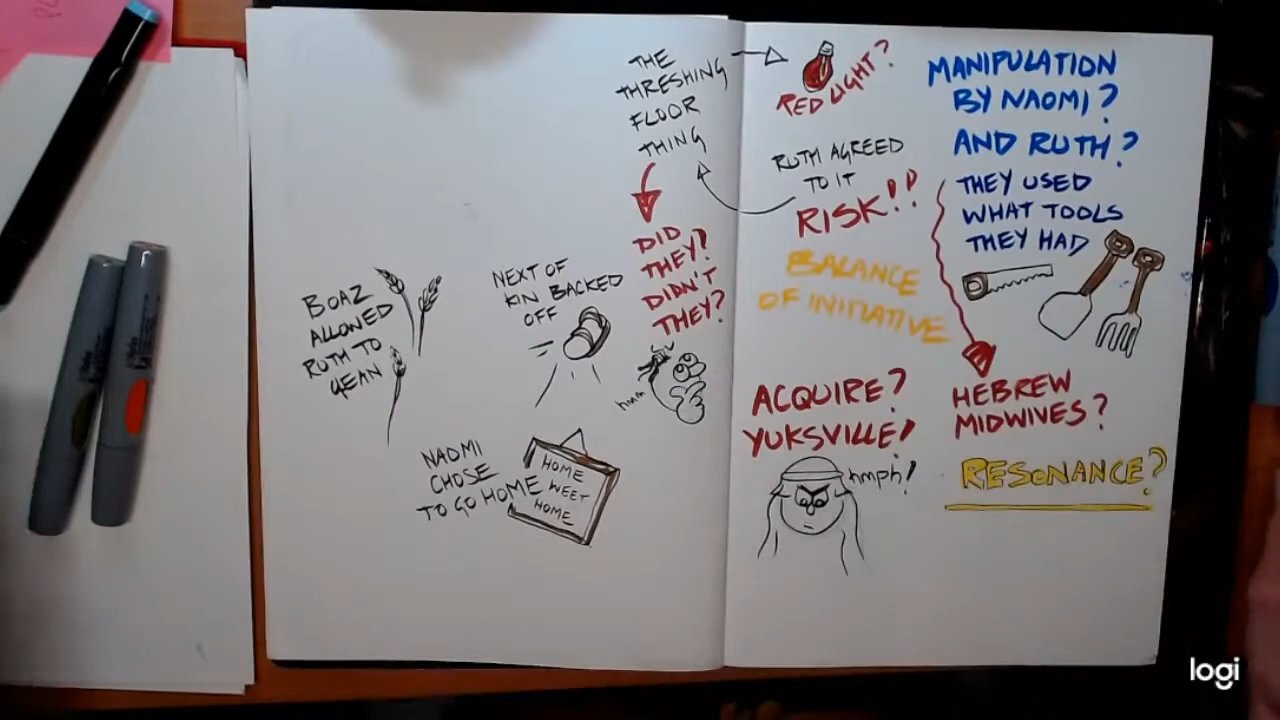 THE
THRESHING
FLOOR
THING
RED LIGHT?
MANIPULATION
BY NAOMI?
AND RUTH?
THEY USED
WHAT TOOLS
THEY HAD
RUTH AGREED
TO IT
RISK!!
BALANCE
OF INITIATIVE
DID
THEY?
DIDN'T
THEY?
hmm
NEXT OF
KIN BACKED
OFF
BOAZ
ALLOWED
RUTH TO
GEAN
NAOMI
CHOSE
TO GO HOME
HOME
WEET
HOME
ACQUIRE?
YUKSVILLE!
hmph!
HEBREW
MIDWIVES?
RESONANCE?
logi